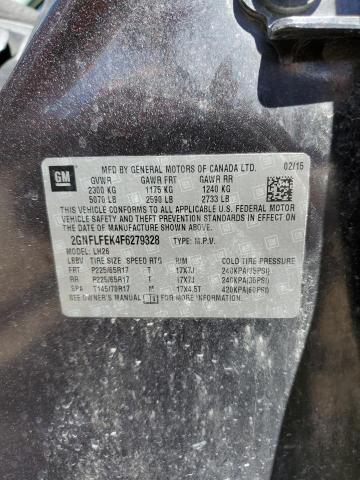 GM
MFD BY GENERAL MOTORS OF CANADA LTD. 02/15
GVWR GAWR FRT GAWR RR
2300 KG 1175 KG 1240 KG
5070 LB 2590 LB 2733 LB
THIS VEHICLE CONFORMS TO ALL APPLICABLE U.S. FEDERAL MOTOR
VEHICLE SAFETY AND THEFT PREVENTION STANDARDS IN EFFECT ON
THE DATE OF MANUFACTURE SHOWN ABOVE.
2GNFLFEK4F6279328 TYPE: M.P.V.
MODEL: LH26
TIRE SIZE SPEED RTG RIM COLD TIRE PRESSURE
FRT P225/65R17 T 17X7J 240KPA(35PSI)
RR P225/65R17 T 17X7J 240KPA(35PSI)
SPA T145/70R17 M 17X4.5T 420KPA(60PSI)
SEE OWNER'S MANUAL FOR MORE INFORMATION.